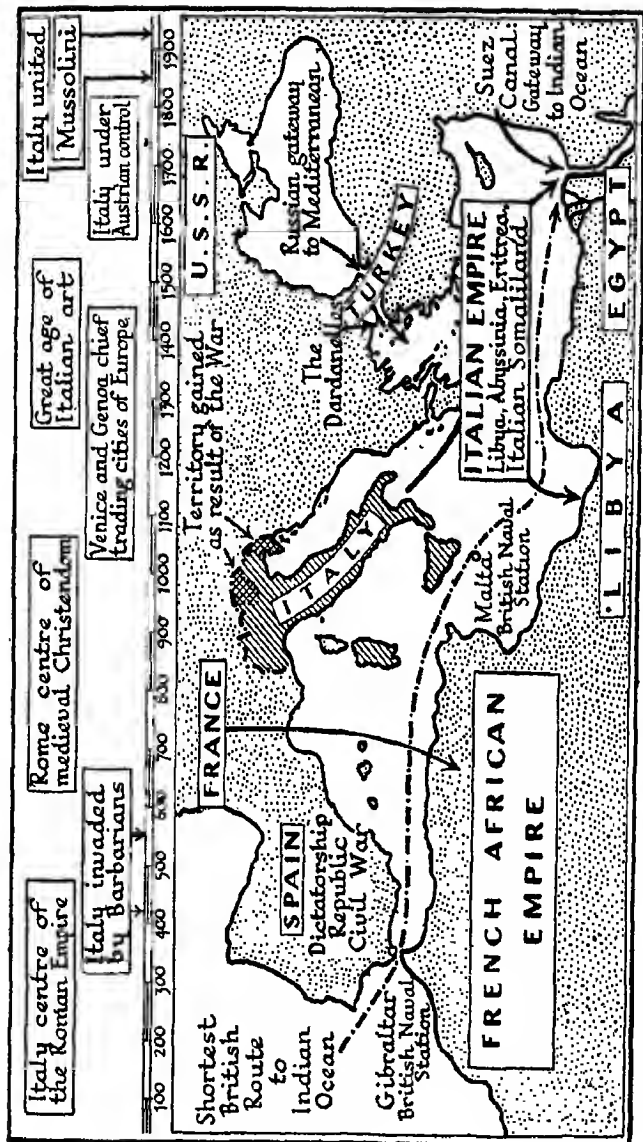 Italy centre of
the Roman Empire
Rome centre of
medieval Christendom
Great age of
Italian art
Italy united
Mussolini
Italy invaded
by Barbarians
Venice and Genoa chief
trading cities of Europe
Italy under
Austrian control
100 200 300 400 500 600 700 800 900 1000 1100 1200 1300 1400 1500 1600 1700 1800 1900
Shortest
British
Route
to
Indian
Ocean
Gibraltar
British Naval
Station
SPAIN
Dictatorship
Republic
Civil War
FRANCE
FRENCH AFRICAN
EMPIRE
Territory gained
as result of the War
ITALY
Malta
British Naval
Station
LIBYA
The
Dardanelles
U.S.S.R.
Russian gateway
to Mediterranean
TURKEY
ITALIAN EMPIRE
Libya, Abyssinia, Eritrea,
Italian Somaliland
EGYPT
Suez
Canal:
Gateway
to Indian
Ocean